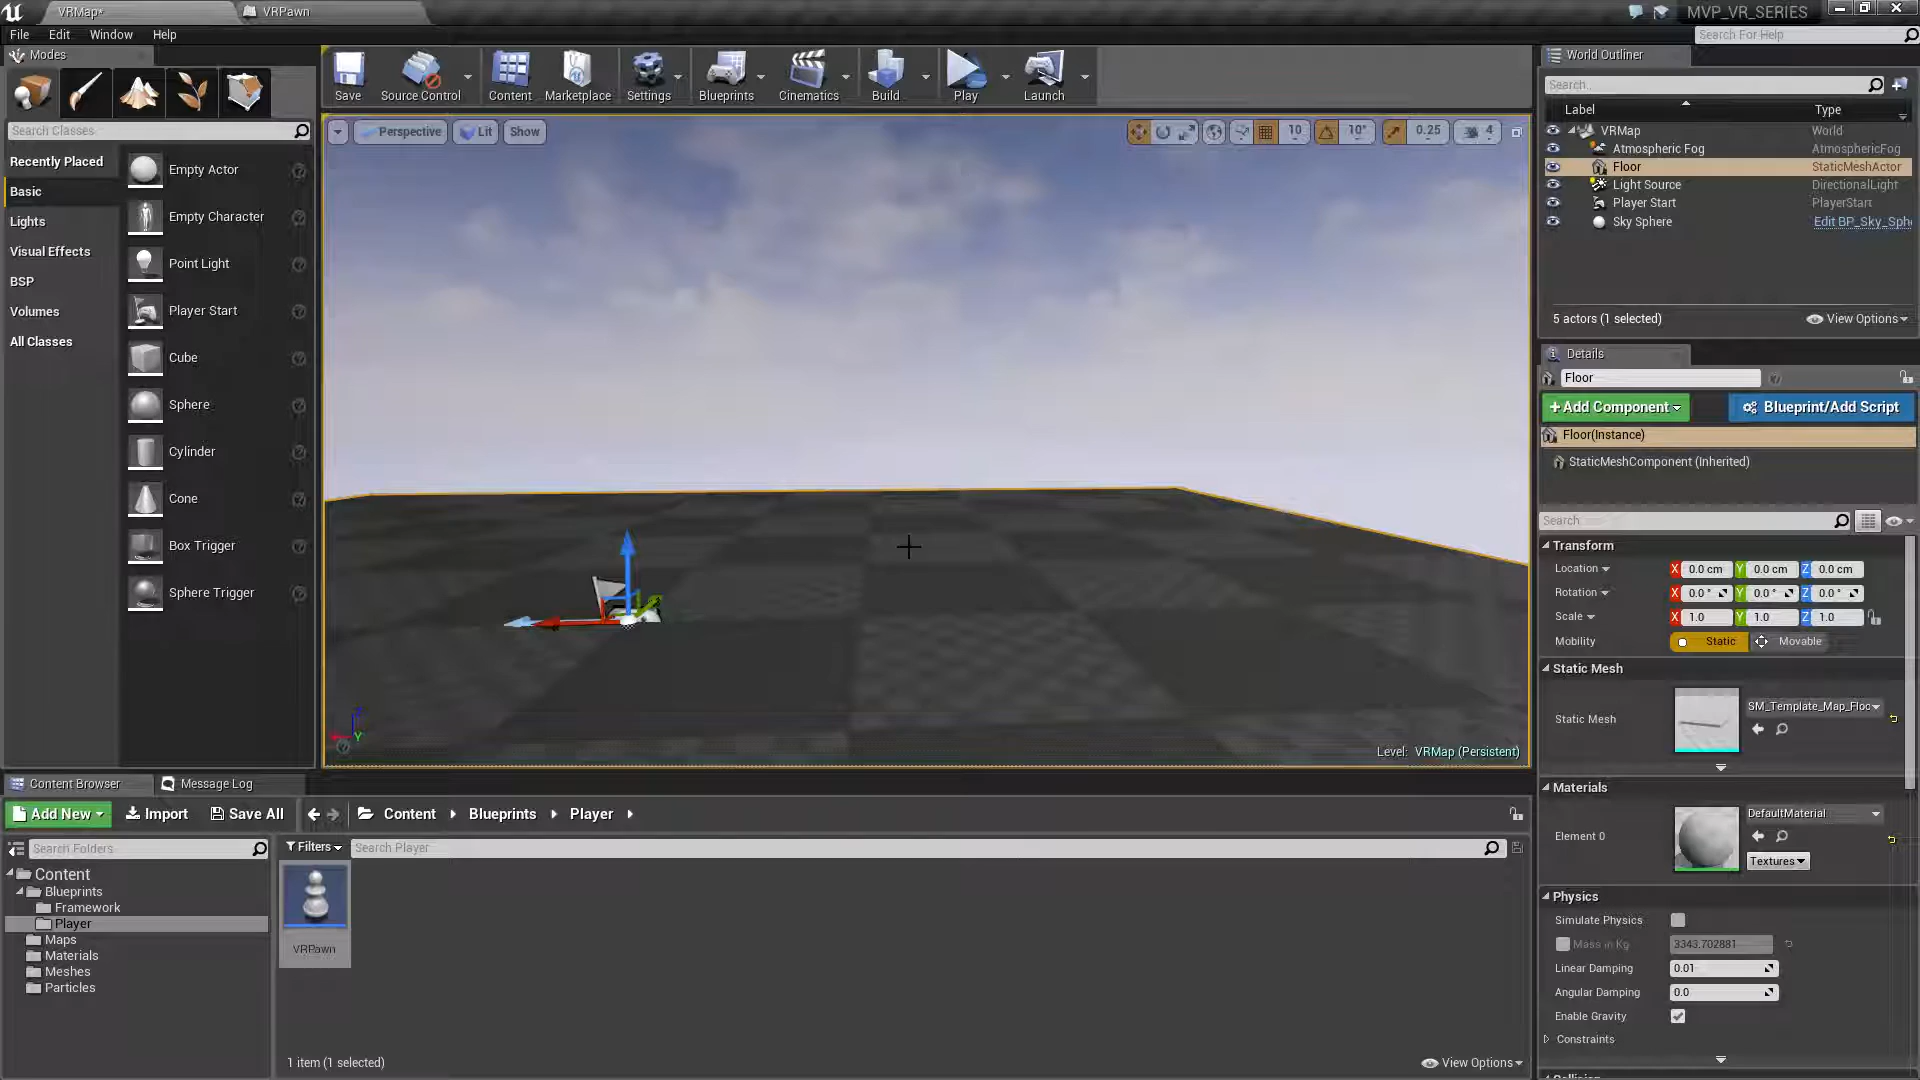 VRMap*
VRPawn
MVP_VR_SERIES
File Edit Window Help
Search For Help
Modes
Search Classes
Recently Placed
Basic
Lights
Visual Effects
BSP
Volumes
All Classes
Empty Actor
Empty Character
Point Light
Player Start
Cube
Sphere
Cylinder
Cone
Box Trigger
Sphere Trigger
Save Source Control Content Marketplace Settings Blueprints Cinematics Build Play Launch
Perspective Lit Show
10 10° 0.25 4
Level: VRMap (Persistent)
World Outliner
Search..
Label Type
VRMap World
Atmospheric Fog AtmosphericFog
Floor StaticMeshActor
Light Source DirectionalLight
Player Start PlayerStart
Sky Sphere Edit BP_Sky_Sph
5 actors (1 selected) View Options
Details
Floor
+Add Component Blueprint/Add Script
Floor(Instance)
StaticMeshComponent (Inherited)
Search
Transform
Location X 0.0 cm Y 0.0 cm Z 0.0 cm
Rotation X 0.0 ° Y 0.0 ° Z 0.0 °
Scale X 1.0 Y 1.0 Z 1.0
Mobility Static Movable
Static Mesh
Static Mesh SM_Template_Map_Floo
Materials
Element 0 DefaultMaterial
Textures
Physics
Simulate Physics
Mass in Kg 3343.702881
Linear Damping 0.01
Angular Damping 0.0
Enable Gravity
Constraints
Content Browser Message Log
Add New Import Save All Content Blueprints Player
Search Folders
Content
Blueprints
Framework
Player
Maps
Materials
Meshes
Particles
Filters Search Player
VRPawn
1 item (1 selected) View Options